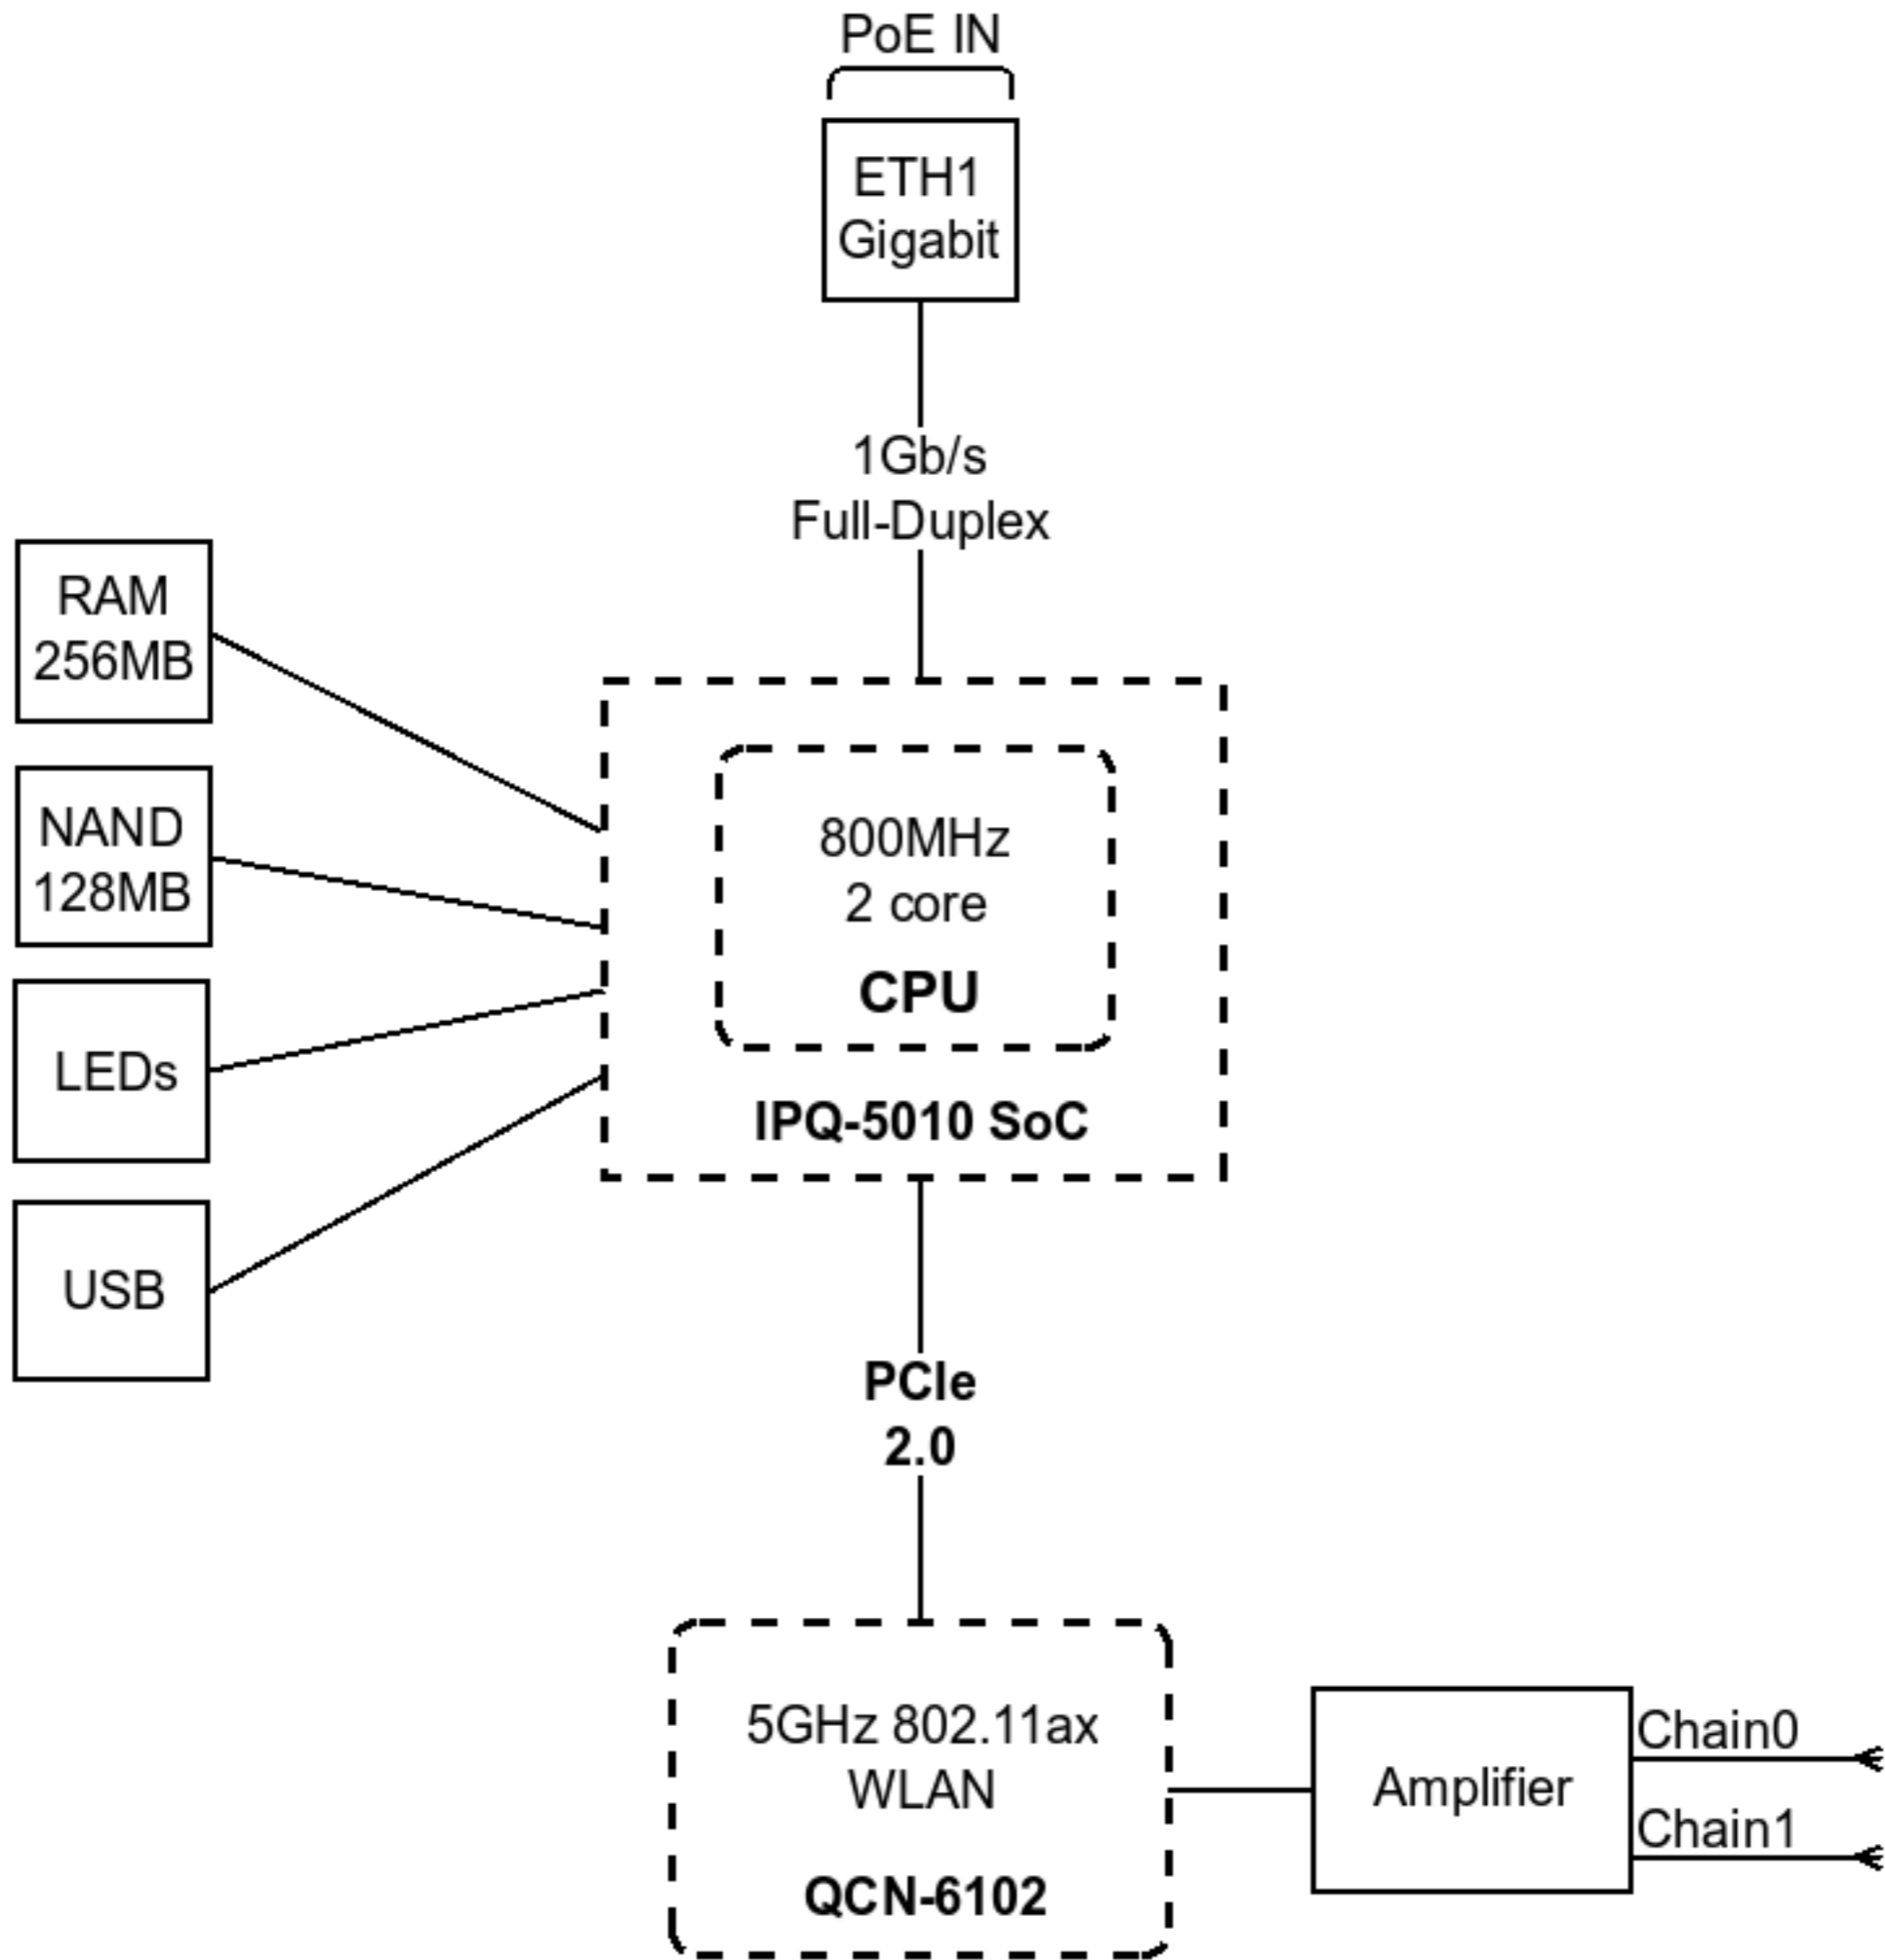 PoE IN
ETH1
Gigabit
1Gb/s
Full-Duplex
RAM
256MB
NAND
128MB
LEDs
USB
800MHz
2 core
CPU
IPQ-5010 SoC
PCIe
2.0
5GHz 802.11ax
WLAN
QCN-6102
Amplifier
Chain0
Chain1